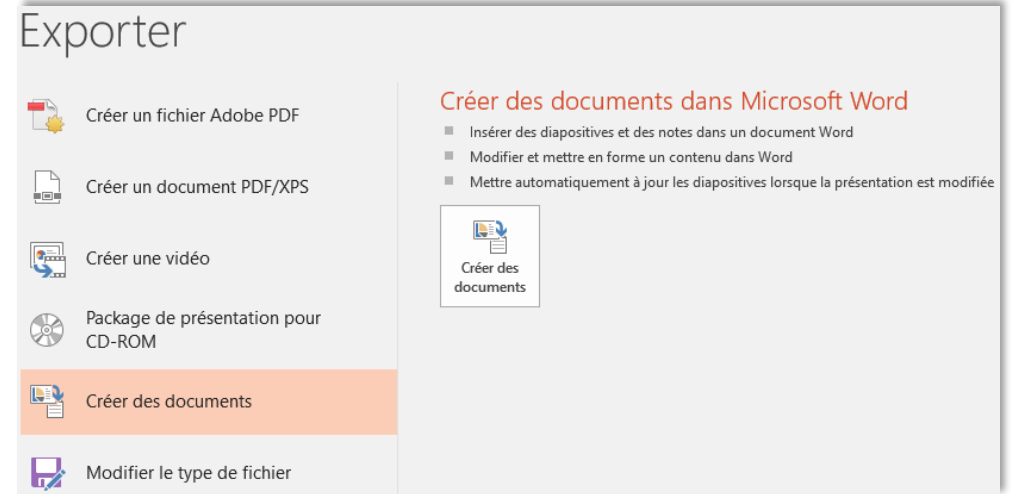 Exporter
Créer un fichier Adobe PDF
Créer un document PDF/XPS
Créer une vidéo
Package de présentation pour
CD-ROM
Créer des documents
Modifier le type de fichier
Créer des documents dans Microsoft Word
Insérer des diapositives et des notes dans un document Word
Modifier et mettre en forme un contenu dans Word
Mettre automatiquement à jour les diapositives lorsque la présentation est modifiée
Créer des
documents